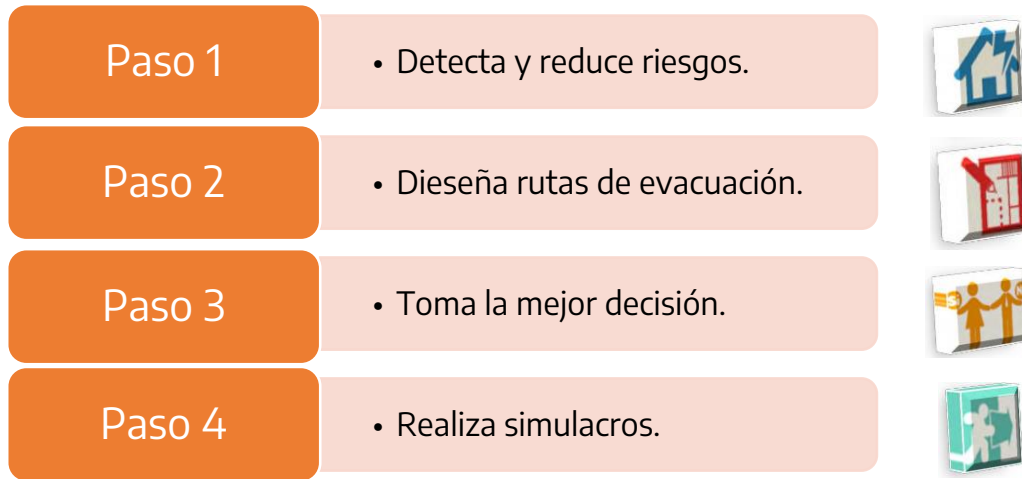 Paso 1
• Detecta y reduce riesgos.
Paso 2
• Dieseña rutas de evacuación.
Paso 3
• Toma la mejor decisión.
Paso 4
• Realiza simulacros.